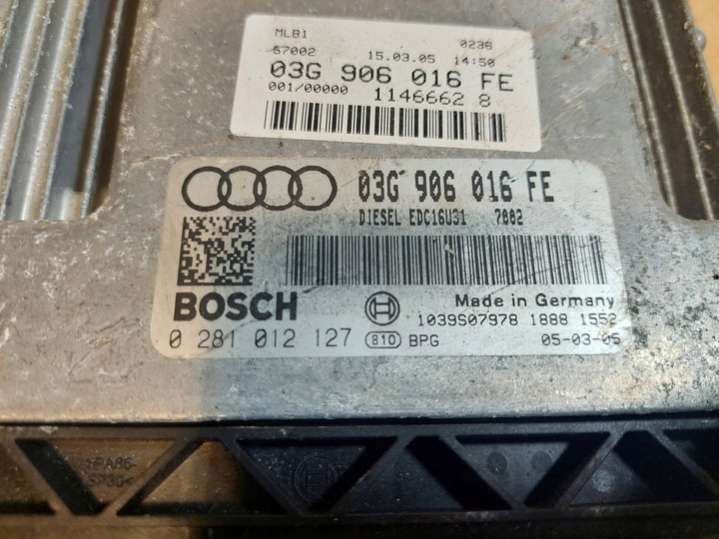 MLB1 0236
67002 15.03.05 14:50
03G 906 016 FE
001/00000 1146662 8
03G 906 016 FE
DIESEL EDC16U31 7002
BOSCH
Made in Germany
1039S07978 1888 1552
0 281 012 127 810 BPG 05-03-05